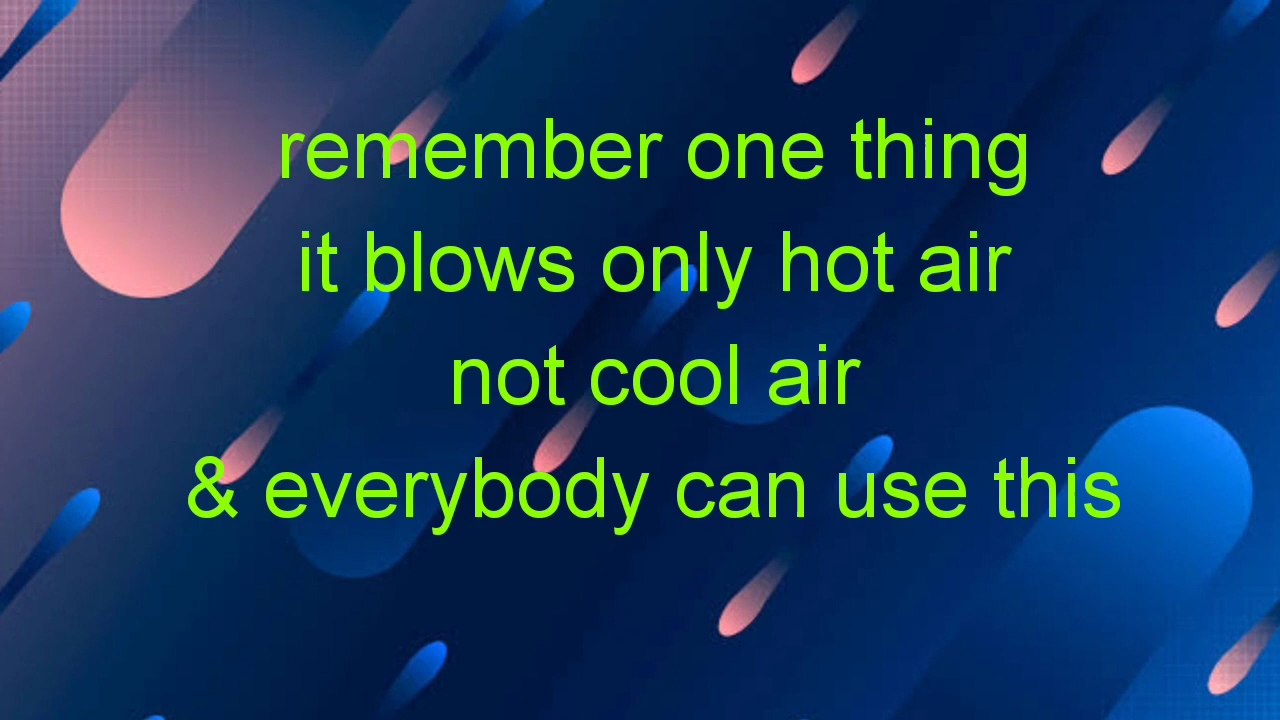 remember one thing
it blows only hot air
not cool air
& everybody can use this